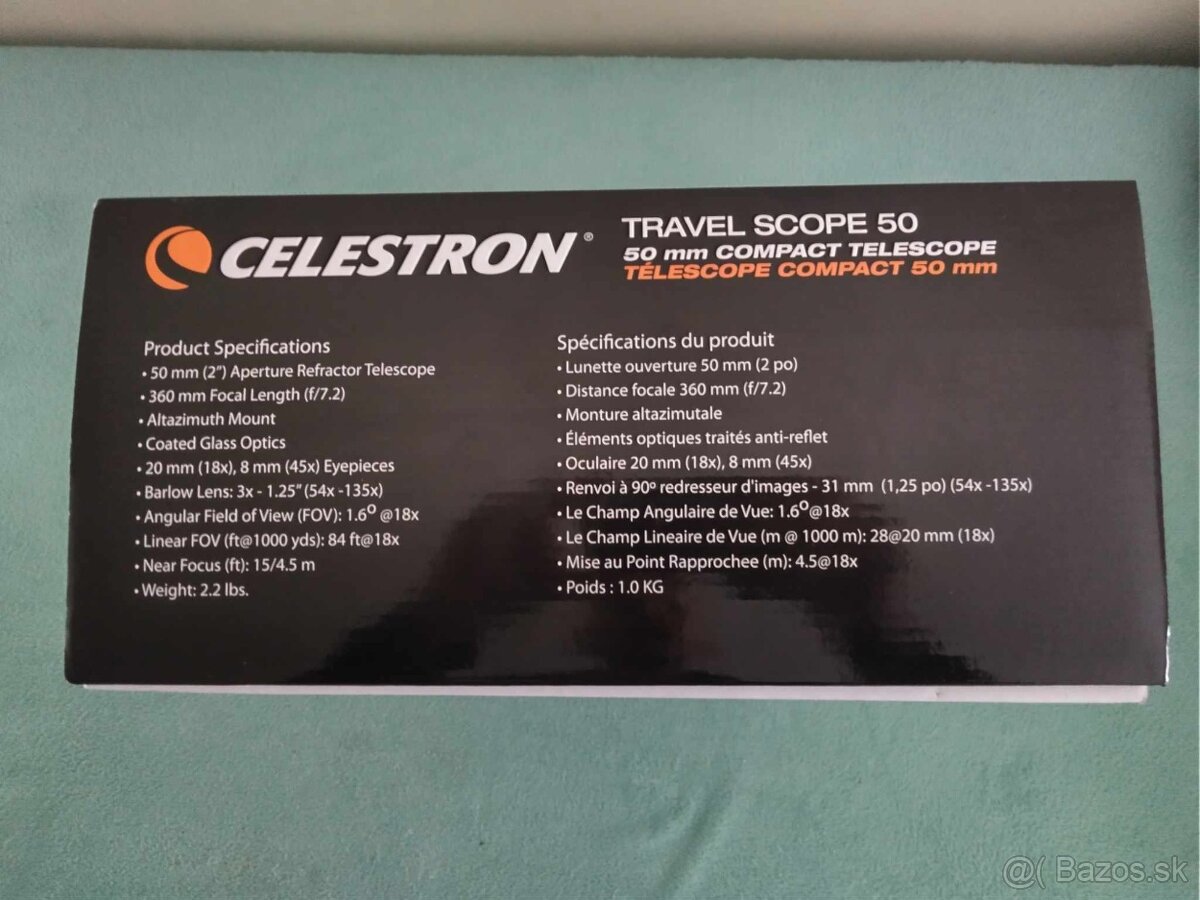 CELESTRON®
TRAVEL SCOPE 50
50 mm COMPACT TELESCOPE
TÉLESCOPE COMPACT 50 mm
Product Specifications
• 50 mm (2”) Aperture Refractor Telescope
• 360 mm Focal Length (f/7.2)
• Altazimuth Mount
• Coated Glass Optics
• 20 mm (18x), 8 mm (45x) Eyepieces
• Barlow Lens: 3x - 1.25” (54x -135x)
• Angular Field of View (FOV): 1.6° @18x
• Linear FOV (ft@1000 yds): 84 ft@18x
• Near Focus (ft): 15/4.5 m
• Weight: 2.2 lbs.
Spécifications du produit
• Lunette ouverture 50 mm (2 po)
• Distance focale 360 mm (f/7.2)
• Monture altazimutale
• Éléments optiques traités anti-reflet
• Oculaire 20 mm (18x), 8 mm (45x)
• Renvoi à 90º redresseur d'images - 31 mm (1,25 po) (54x -135x)
• Le Champ Angulaire de Vue: 1.6°@18x
• Le Champ Lineaire de Vue (m @ 1000 m): 28@20 mm (18x)
• Mise au Point Rapprochee (m): 4.5@18x
• Poids : 1.0 KG
@( Bazos.sk